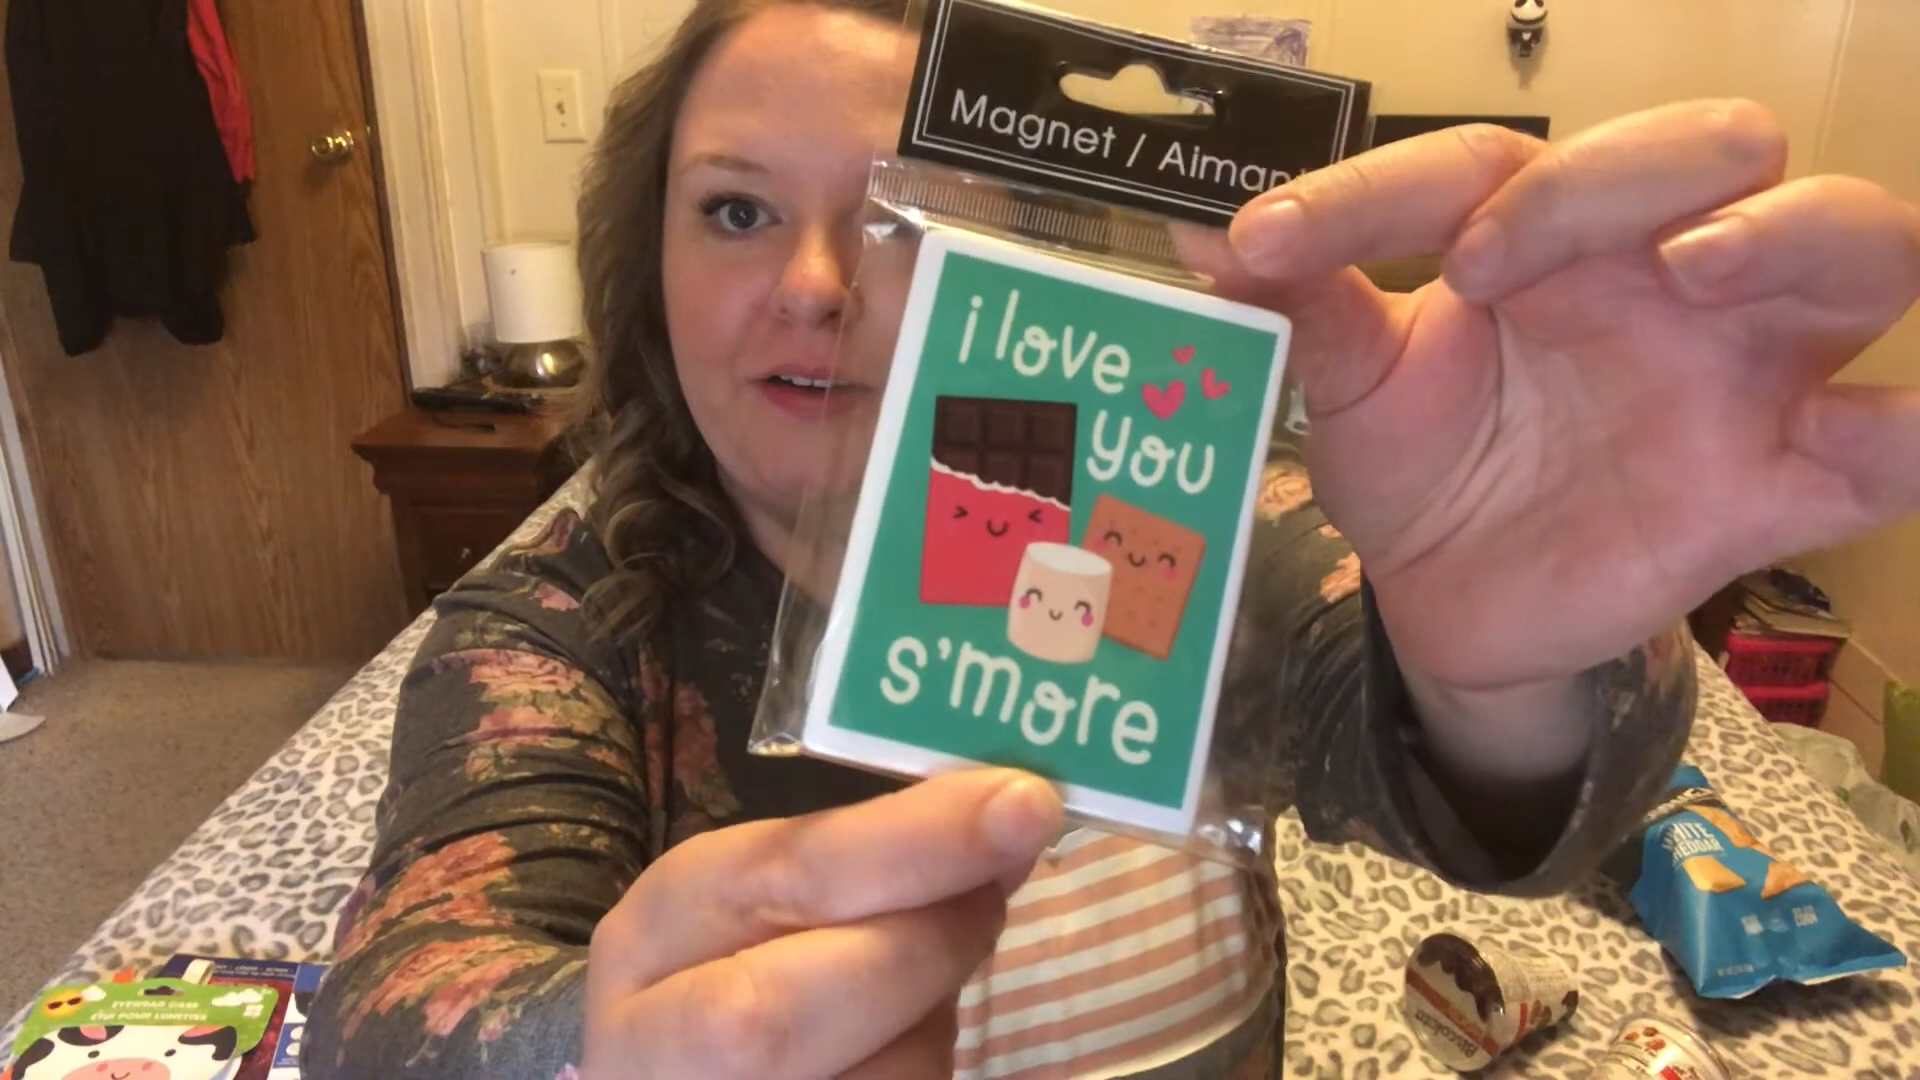 Magnet / Aimant
i love
you
s'more
WHITE
CHEDDAR
EYEWEAR CASE
ÉTUI POUR LUNETTES